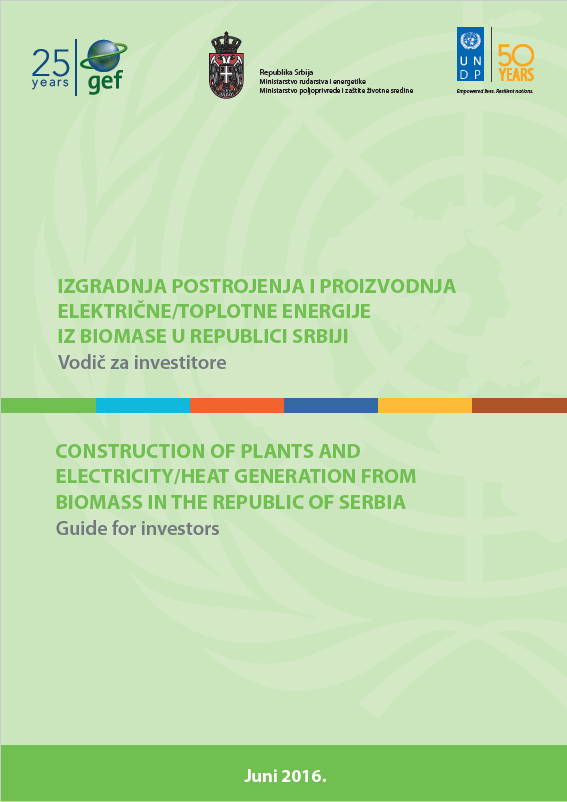 25
years
gef
Republika Srbija
Ministarstvo rudarstva i energetike
Ministarstvo poljoprivrede i zaštite životne sredine
U N
D P
50
YEARS
Empowered lives. Resilient nations.
IZGRADNJA POSTROJENJA I PROIZVODNJA
ELEKTRIČNE/TOPLOTNE ENERGIJE
IZ BIOMASE U REPUBLICI SRBIJI
Vodič za investitore
CONSTRUCTION OF PLANTS AND
ELECTRICITY/HEAT GENERATION FROM
BIOMASS IN THE REPUBLIC OF SERBIA
Guide for investors
Juni 2016.